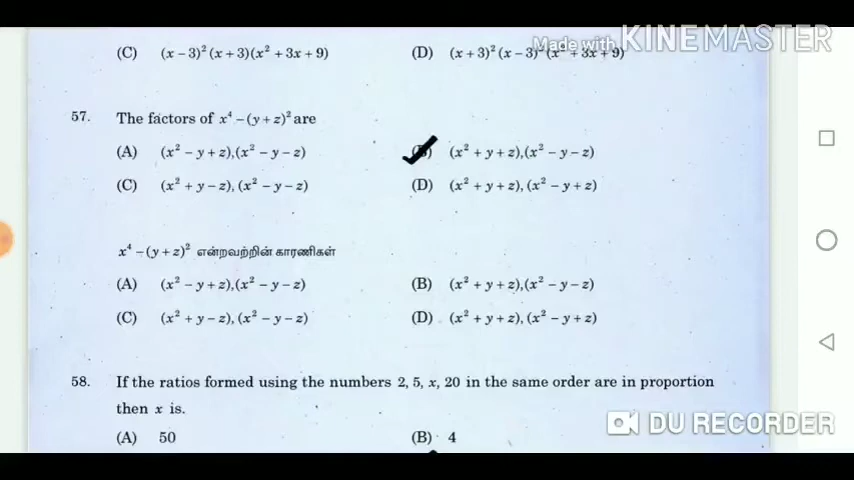 Made with KINEMASTER
(C) (x − 3)² (x + 3)(x² + 3x + 9) (D) (x + 3)² (x − 3)² (x² + 3x + 9)
57. The factors of x⁴ − (y + z)² are
(A) (x² − y + z),(x² − y − z) (B) (x² + y + z),(x² − y − z)
(C) (x² + y − z), (x² − y − z) (D) (x² + y + z), (x² − y + z)
x⁴ − (y + z)² என்றவற்றின் காரணிகள்
(A) (x² − y + z),(x² − y − z) (B) (x² + y + z),(x² − y − z)
(C) (x² + y − z), (x² − y − z) (D) (x² + y + z), (x² − y + z)
58. If the ratios formed using the numbers 2, 5, x, 20 in the same order are in proportion
then x is.
DU RECORDER
(A) 50 (B) 4